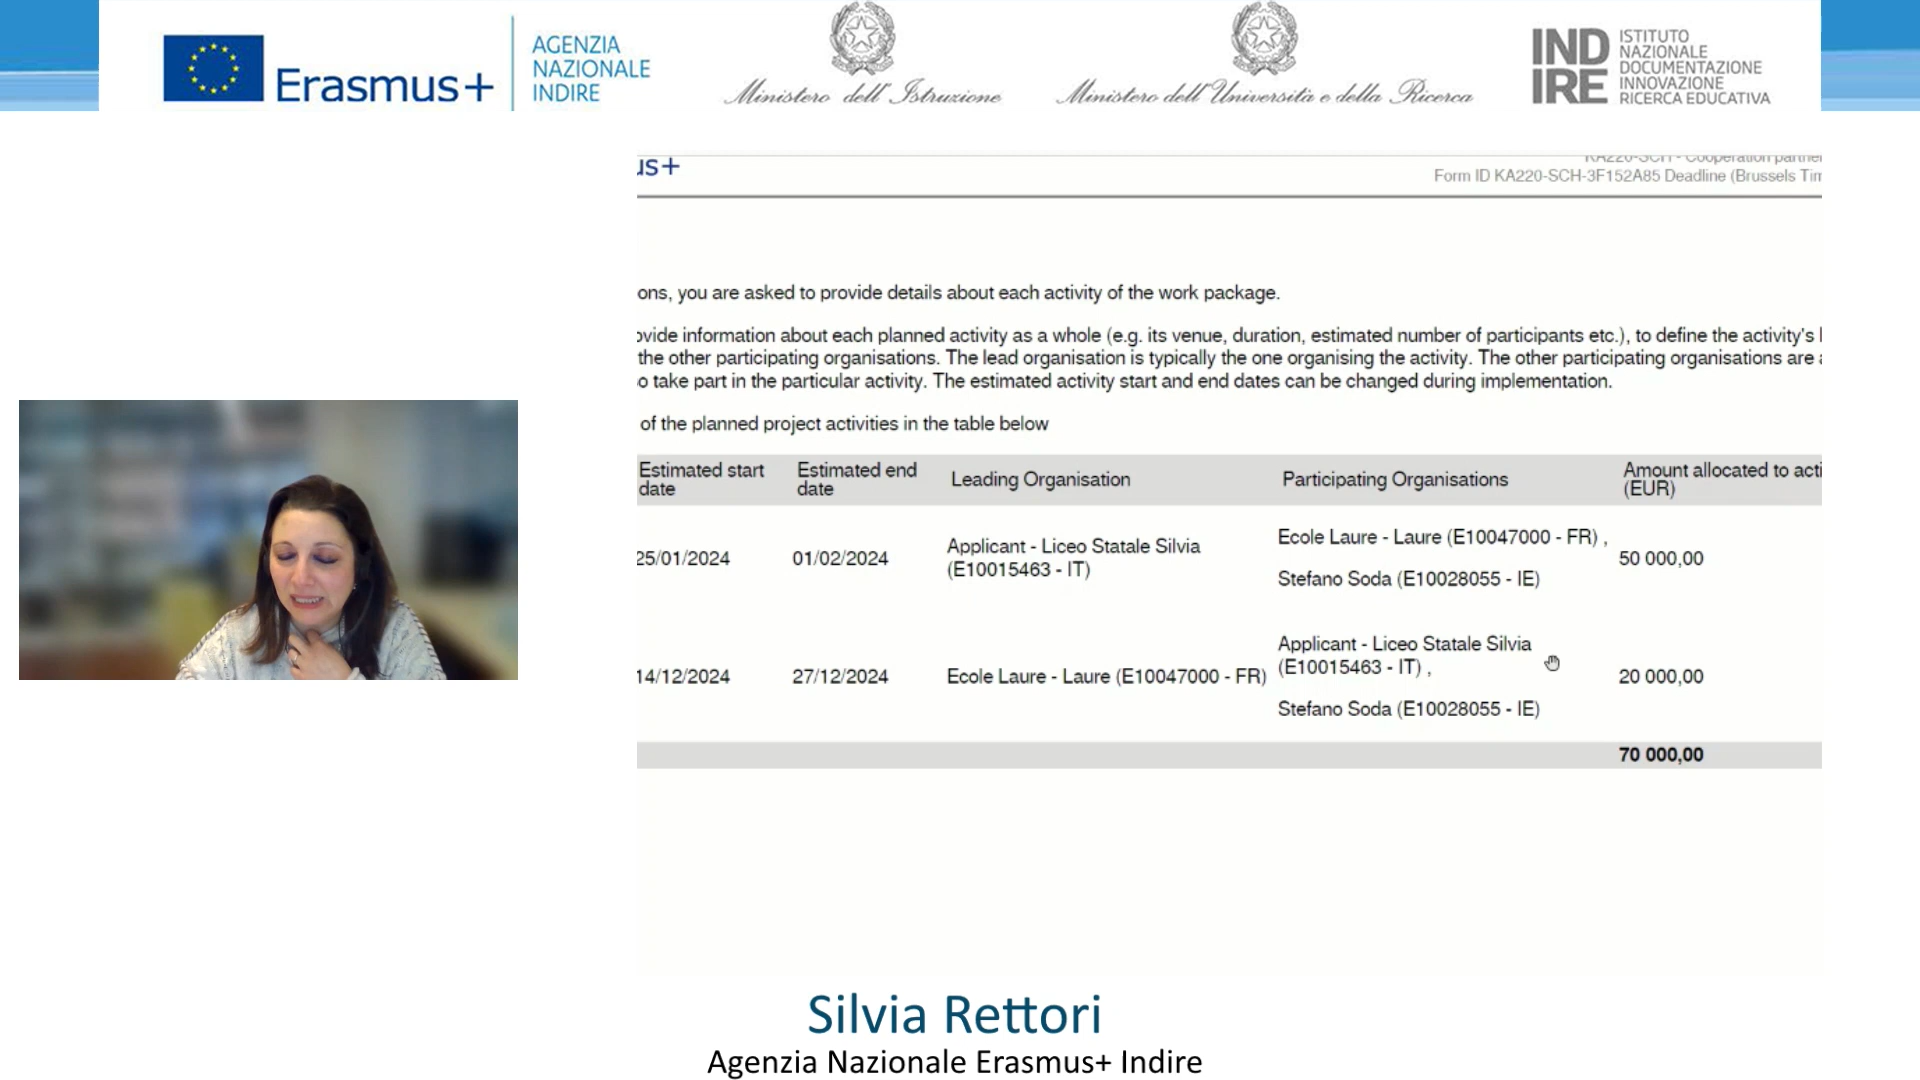 Erasmus+
AGENZIA
NAZIONALE
INDIRE
Ministero dell'Istruzione
Ministero dell'Università e della Ricerca
IND
IRE
ISTITUTO
NAZIONALE
DOCUMENTAZIONE
INNOVAZIONE
RICERCA EDUCATIVA
us+
KA220-SCH - Cooperation partner
Form ID KA220-SCH-3F152A85 Deadline (Brussels Tim
ons, you are asked to provide details about each activity of the work package.
ovide information about each planned activity as a whole (e.g. its venue, duration, estimated number of participants etc.), to define the activity's l
the other participating organisations. The lead organisation is typically the one organising the activity. The other participating organisations are a
o take part in the particular activity. The estimated activity start and end dates can be changed during implementation.
of the planned project activities in the table below
Estimated start
date
Estimated end
date
Leading Organisation
Participating Organisations
Amount allocated to acti
(EUR)
25/01/2024
01/02/2024
Applicant - Liceo Statale Silvia
(E10015463 - IT)
Ecole Laure - Laure (E10047000 - FR) ,
Stefano Soda (E10028055 - IE)
50 000,00
14/12/2024
27/12/2024
Ecole Laure - Laure (E10047000 - FR)
Applicant - Liceo Statale Silvia
(E10015463 - IT) ,
Stefano Soda (E10028055 - IE)
20 000,00
70 000,00
Silvia Rettori
Agenzia Nazionale Erasmus+ Indire